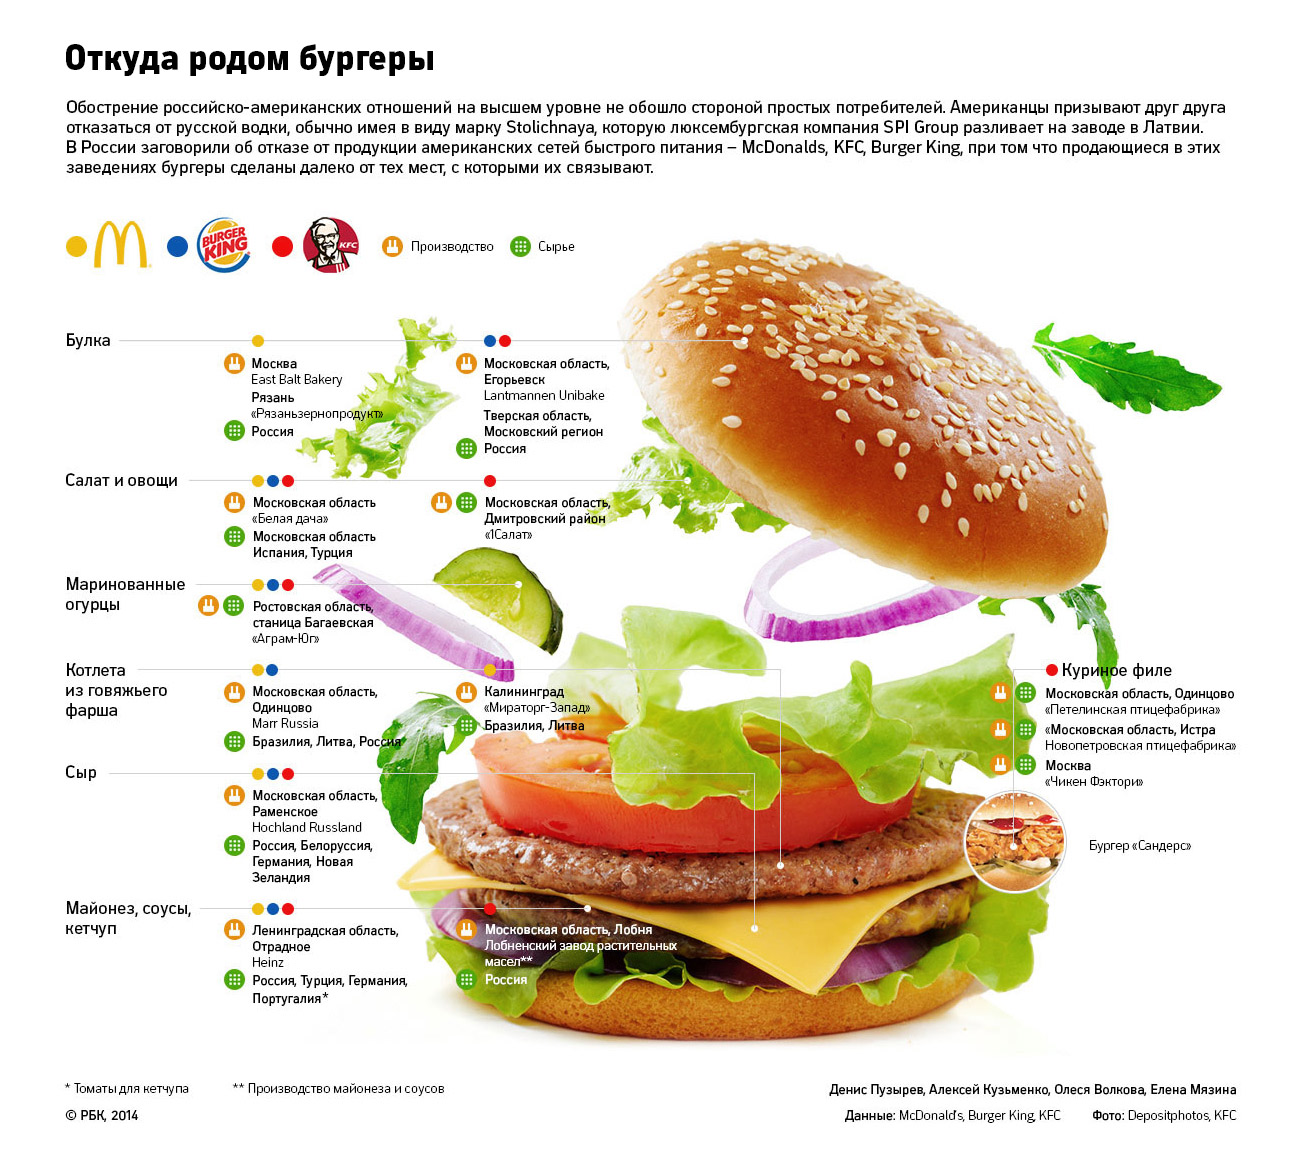 Откуда родом бургеры
Обострение российско-американских отношений на высшем уровне не обошло стороной простых потребителей. Американцы призывают друг друга
отказаться от русской водки, обычно имея в виду марку Stolichnaya, которую люксембургская компания SPI Group разливает на заводе в Латвии.
В России заговорили об отказе от продукции американских сетей быстрого питания – McDonalds, KFC, Burger King, при том что продающиеся в этих
заведениях бургеры сделаны далеко от тех мест, с которыми их связывают.
BURGER
KING
KFC
Производство
Сырье
Булка
Москва
East Balt Bakery
Рязань
«Рязаньзернопродукт»
Россия
Московская область,
Егорьевск
Lantmannen Unibake
Тверская область,
Московский регион
Россия
Салат и овощи
Московская область
«Белая дача»
Московская область
Испания, Турция
Московская область,
Дмитровский район
«1Салат»
Маринованные
огурцы
Ростовская область,
станица Багаевская
«Аграм-Юг»
Котлета
из говяжьего
фарша
Московская область,
Одинцово
Marr Russia
Бразилия, Литва, Россия
Калининград
«Мираторг-Запад»
Бразилия, Литва
Куриное филе
Московская область, Одинцово
«Петелинская птицефабрика»
«Московская область, Истра
Новопетровская птицефабрика»
Москва
«Чикен Фэктори»
Бургер «Сандерс»
Сыр
Московская область,
Раменское
Hochland Russland
Россия, Белоруссия,
Германия, Новая
Зеландия
Майонез, соусы,
кетчуп
Ленинградская область,
Отрадное
Heinz
Россия, Турция, Германия,
Португалия*
Московская область, Лобня
Лобненский завод растительных
масел**
Россия
* Томаты для кетчупа
** Производство майонеза и соусов
© РБК, 2014
Денис Пузырев, Алексей Кузьменко, Олеся Волкова, Елена Мязина
Данные: McDonald's, Burger King, KFC
Фото: Depositphotos, KFC